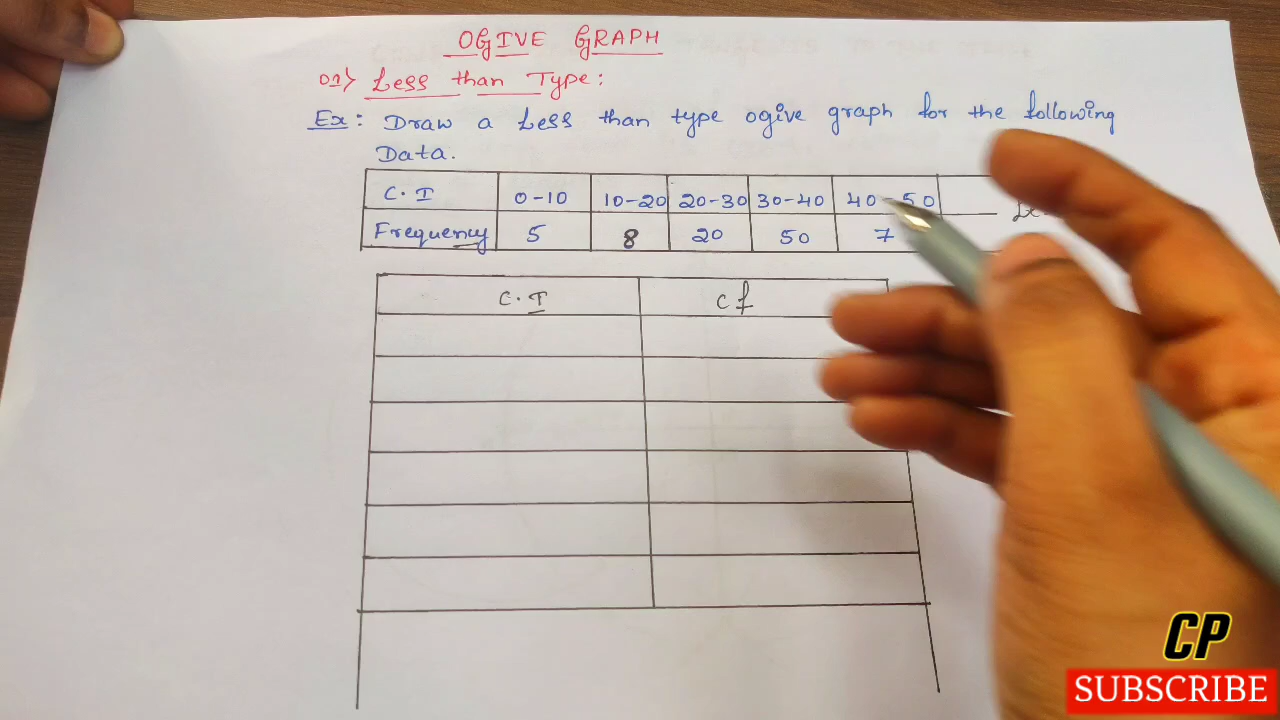 OGIVE GRAPH
01) Less than Type:
Ex: Draw a Less than type ogive graph for the following
Data.
C.I 0-10 10-20 20-30 30-40 40-50
Frequency 5 8 20 50 7
C.I cf
CP
SUBSCRIBE